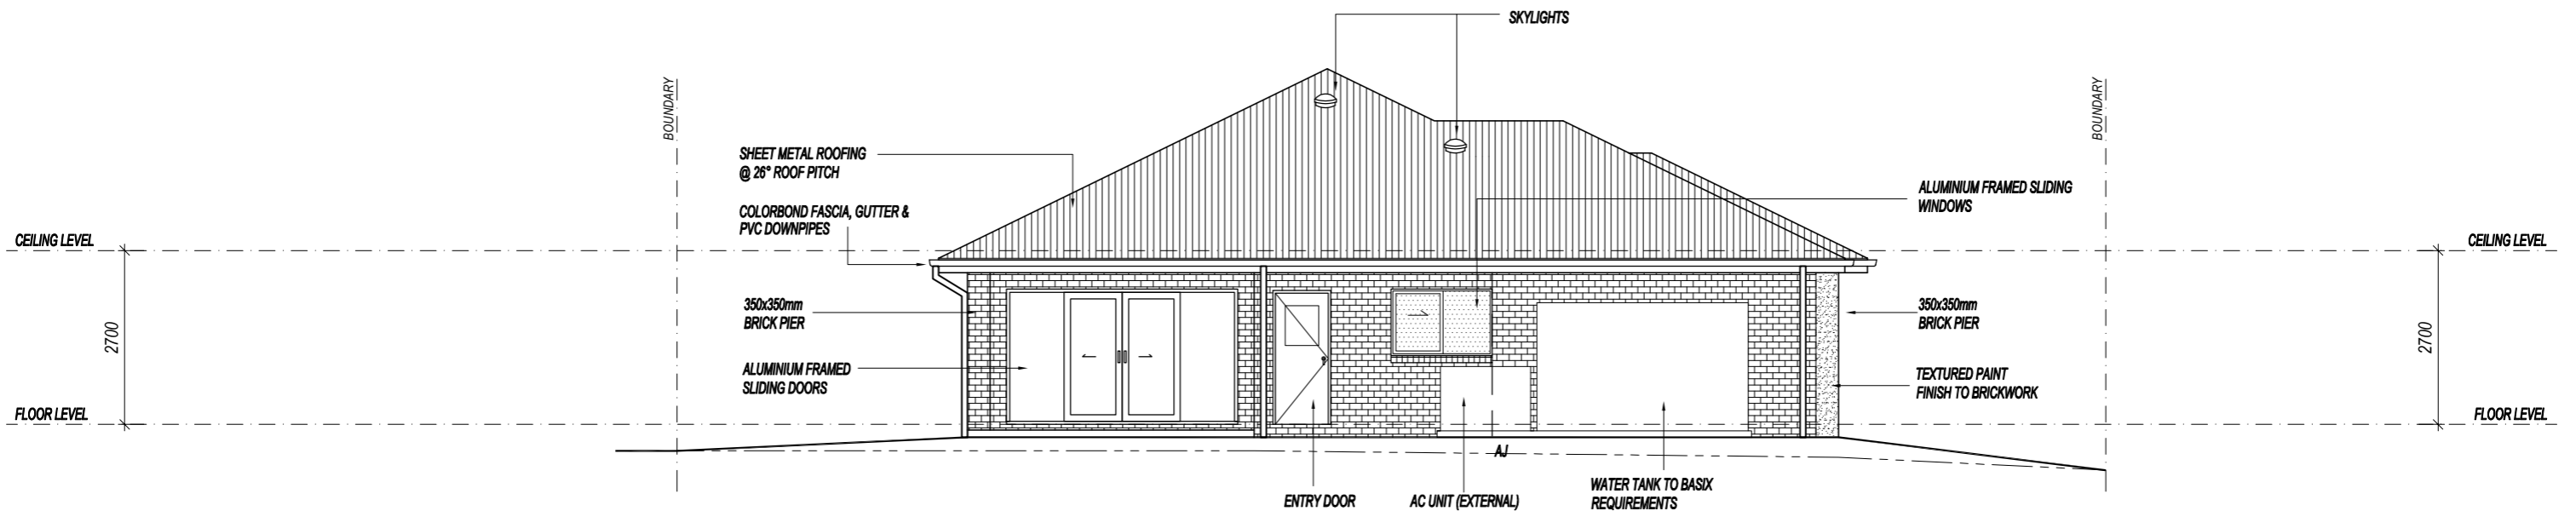 SKYLIGHTS
BOUNDARY
BOUNDARY
SHEET METAL ROOFING
@ 26° ROOF PITCH
COLORBOND FASCIA, GUTTER &
PVC DOWNPIPES
ALUMINIUM FRAMED SLIDING
WINDOWS
CEILING LEVEL
CEILING LEVEL
350x350mm
BRICK PIER
350x350mm
BRICK PIER
2700
2700
ALUMINIUM FRAMED
SLIDING DOORS
TEXTURED PAINT
FINISH TO BRICKWORK
FLOOR LEVEL
FLOOR LEVEL
AJ
ENTRY DOOR
AC UNIT (EXTERNAL)
WATER TANK TO BASIX
REQUIREMENTS